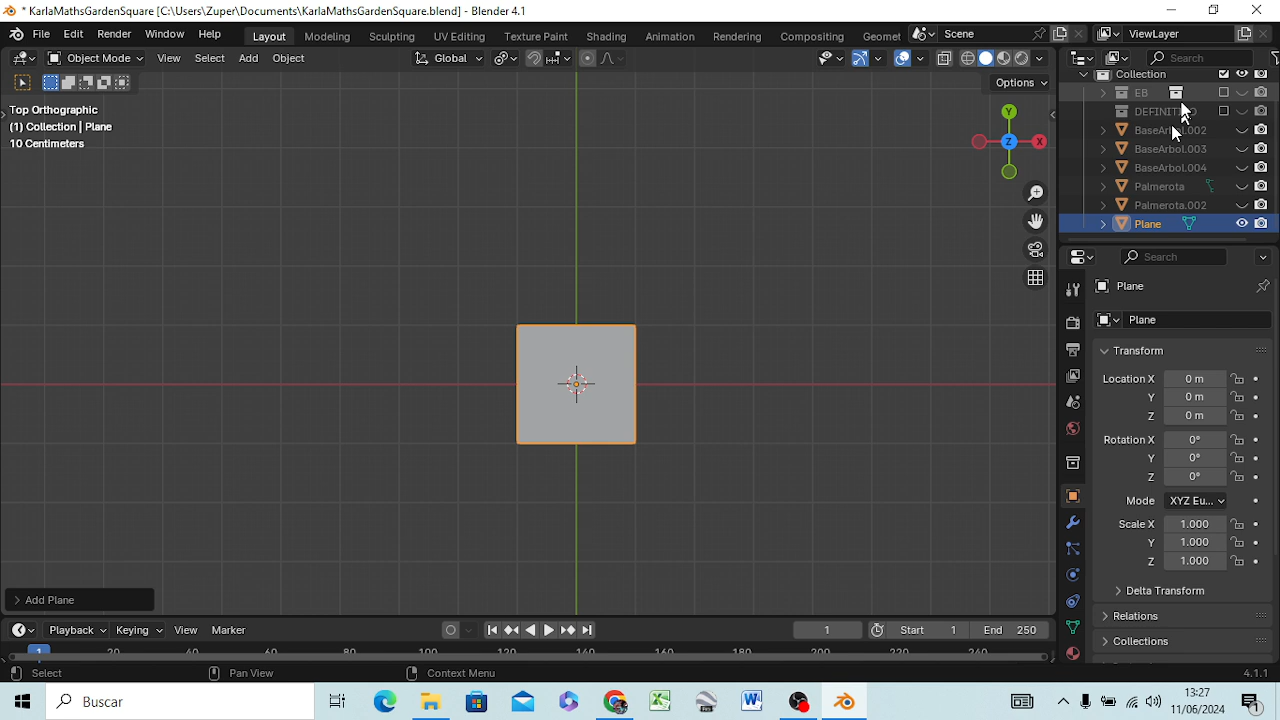 * KarlaMathsGardenSquare [C:\Users\Zuper\Documents\KarlaMathsGardenSquare.blend] - Blender 4.1
File Edit Render Window Help Layout Modeling Sculpting UV Editing Texture Paint Shading Animation Rendering Compositing Geomet Scene ViewLayer
Object Mode View Select Add Object Global Search
Options
Top Orthographic
(1) Collection | Plane
10 Centimeters
Y
X
Z
Collection
EB
BaseArbol.002
BaseArbol.003
BaseArbol.004
Palmerota
Palmerota.002
Plane
Search
Plane
Plane
Transform
Location X 0 m
Y 0 m
Z 0 m
Rotation X 0°
Y 0°
Z 0°
Mode XYZ Eu...
Scale X 1.000
Y 1.000
Z 1.000
Delta Transform
Relations
Collections
Add Plane
Playback Keying View Marker 1 Start 1 End 250
1 20 40 60 80 100 120 140 160 180 200 220 240
Select Pan View Context Menu 4.1.1
Buscar
13:27
11/06/2024
1